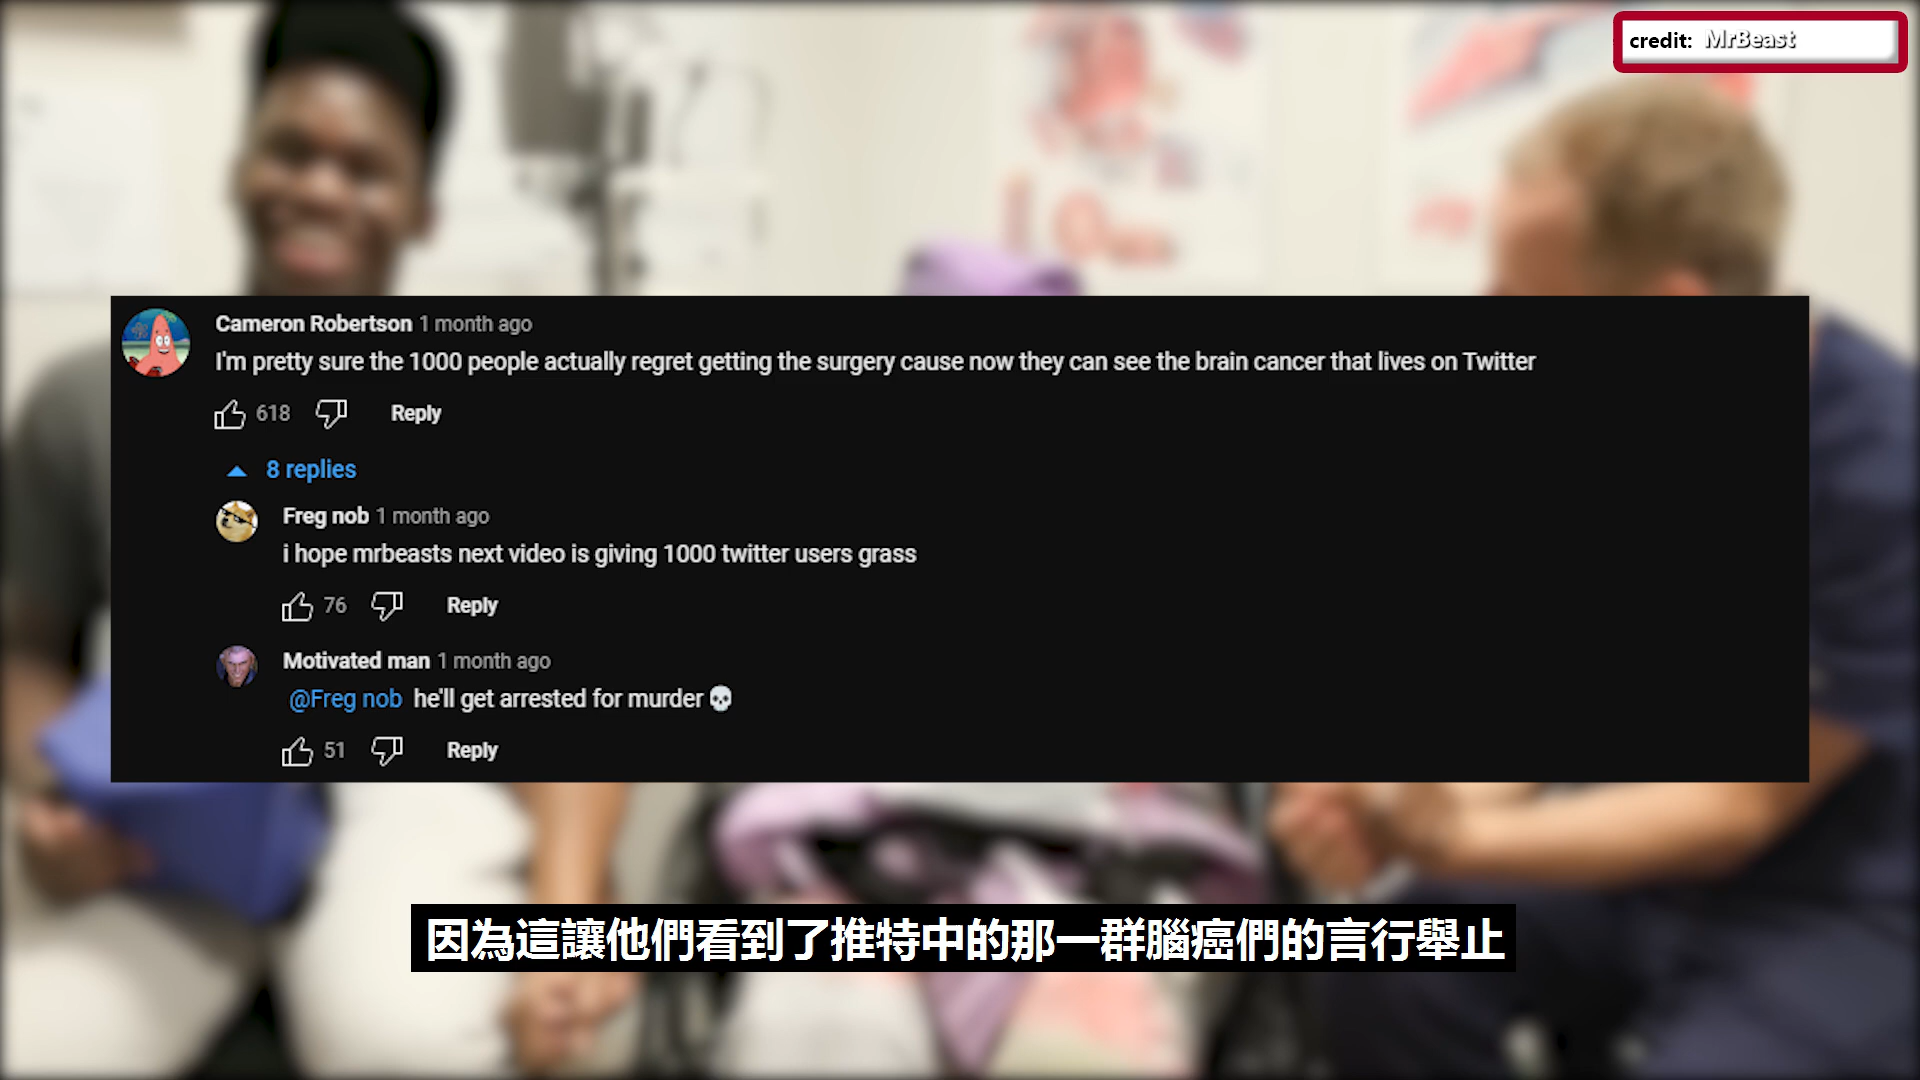 credit: MrBeast
Cameron Robertson 1 month ago
I'm pretty sure the 1000 people actually regret getting the surgery cause now they can see the brain cancer that lives on Twitter
618 Reply
8 replies
Freg nob 1 month ago
i hope mrbeasts next video is giving 1000 twitter users grass
76 Reply
Motivated man 1 month ago
@Freg nob he'll get arrested for murder 💀
51 Reply
因為這讓他們看到了推特中的那一群腦癌們的言行舉止